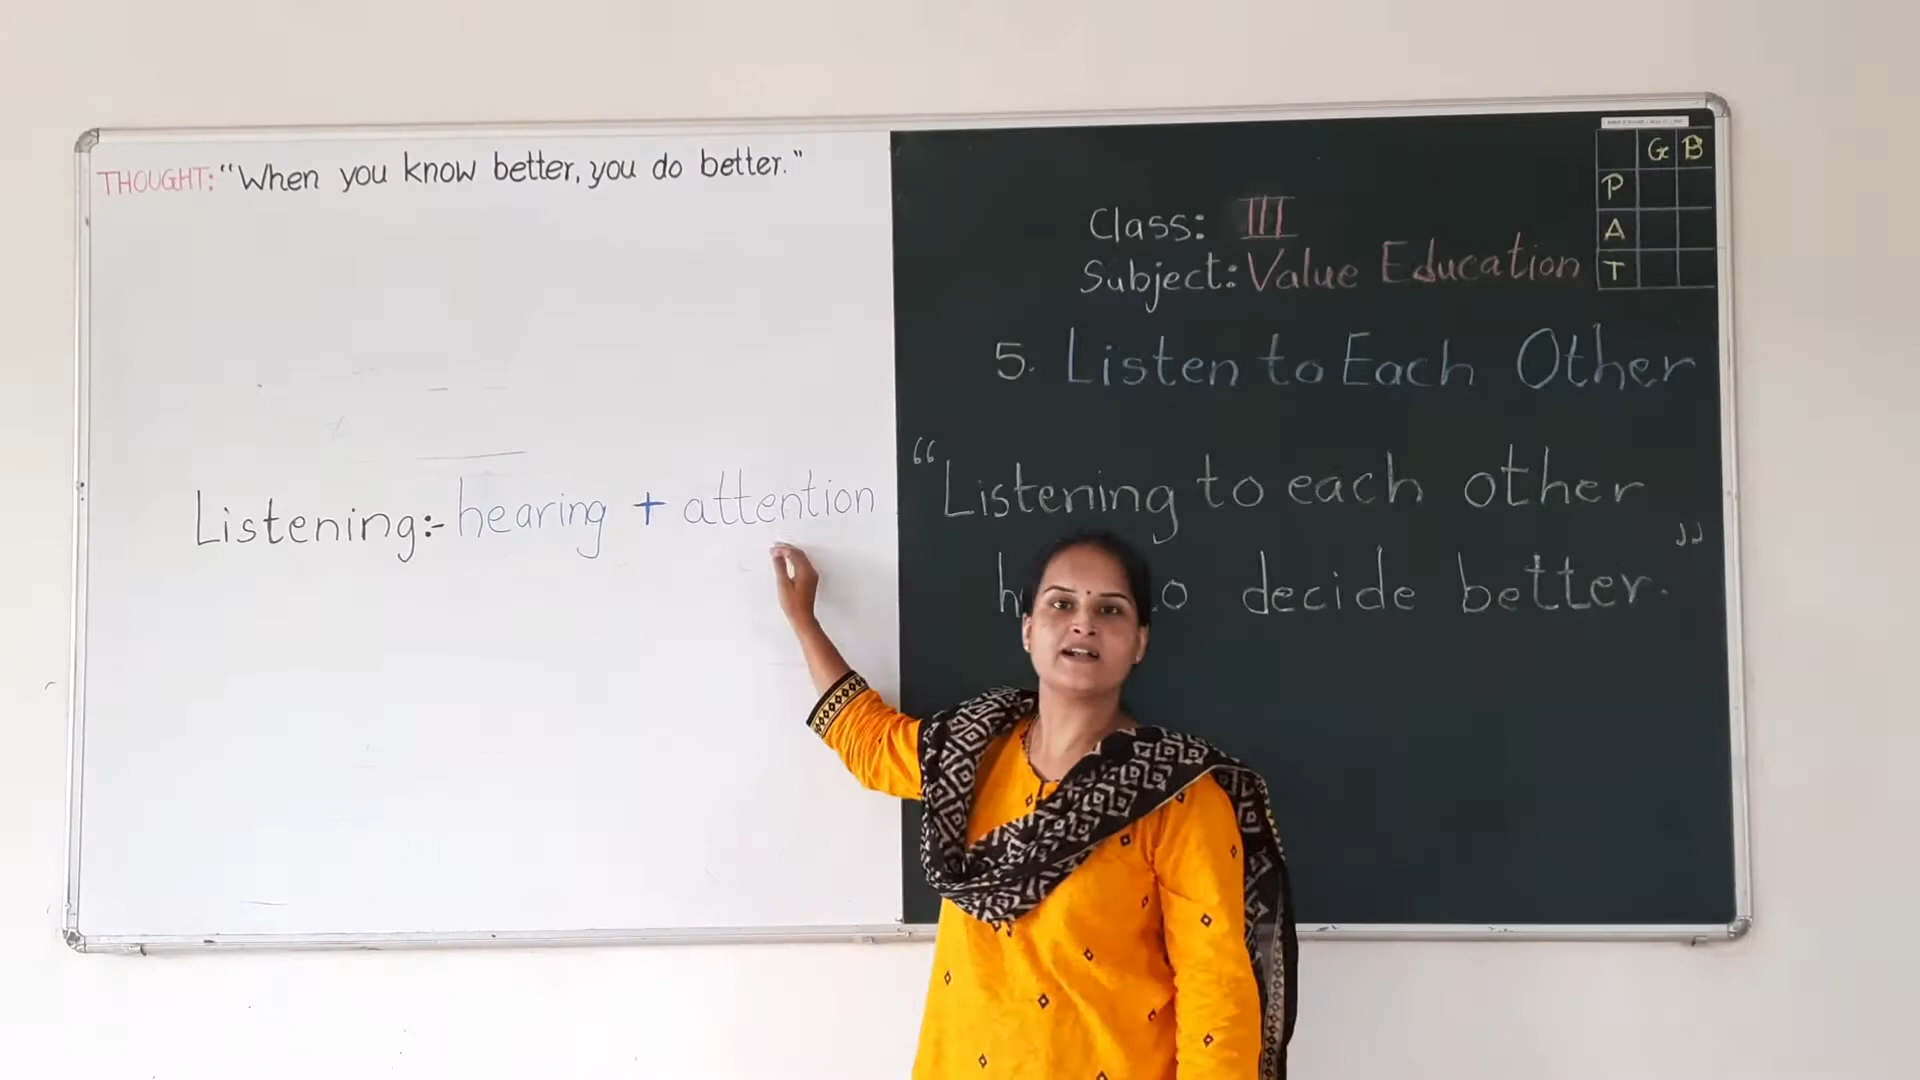 THOUGHT: “When you know better, you do better.”
Listening:- hearing + attention
G B
P
A
T
Class: III
Subject: Value Education
5. Listen to Each Other
“Listening to each other
decide better.”